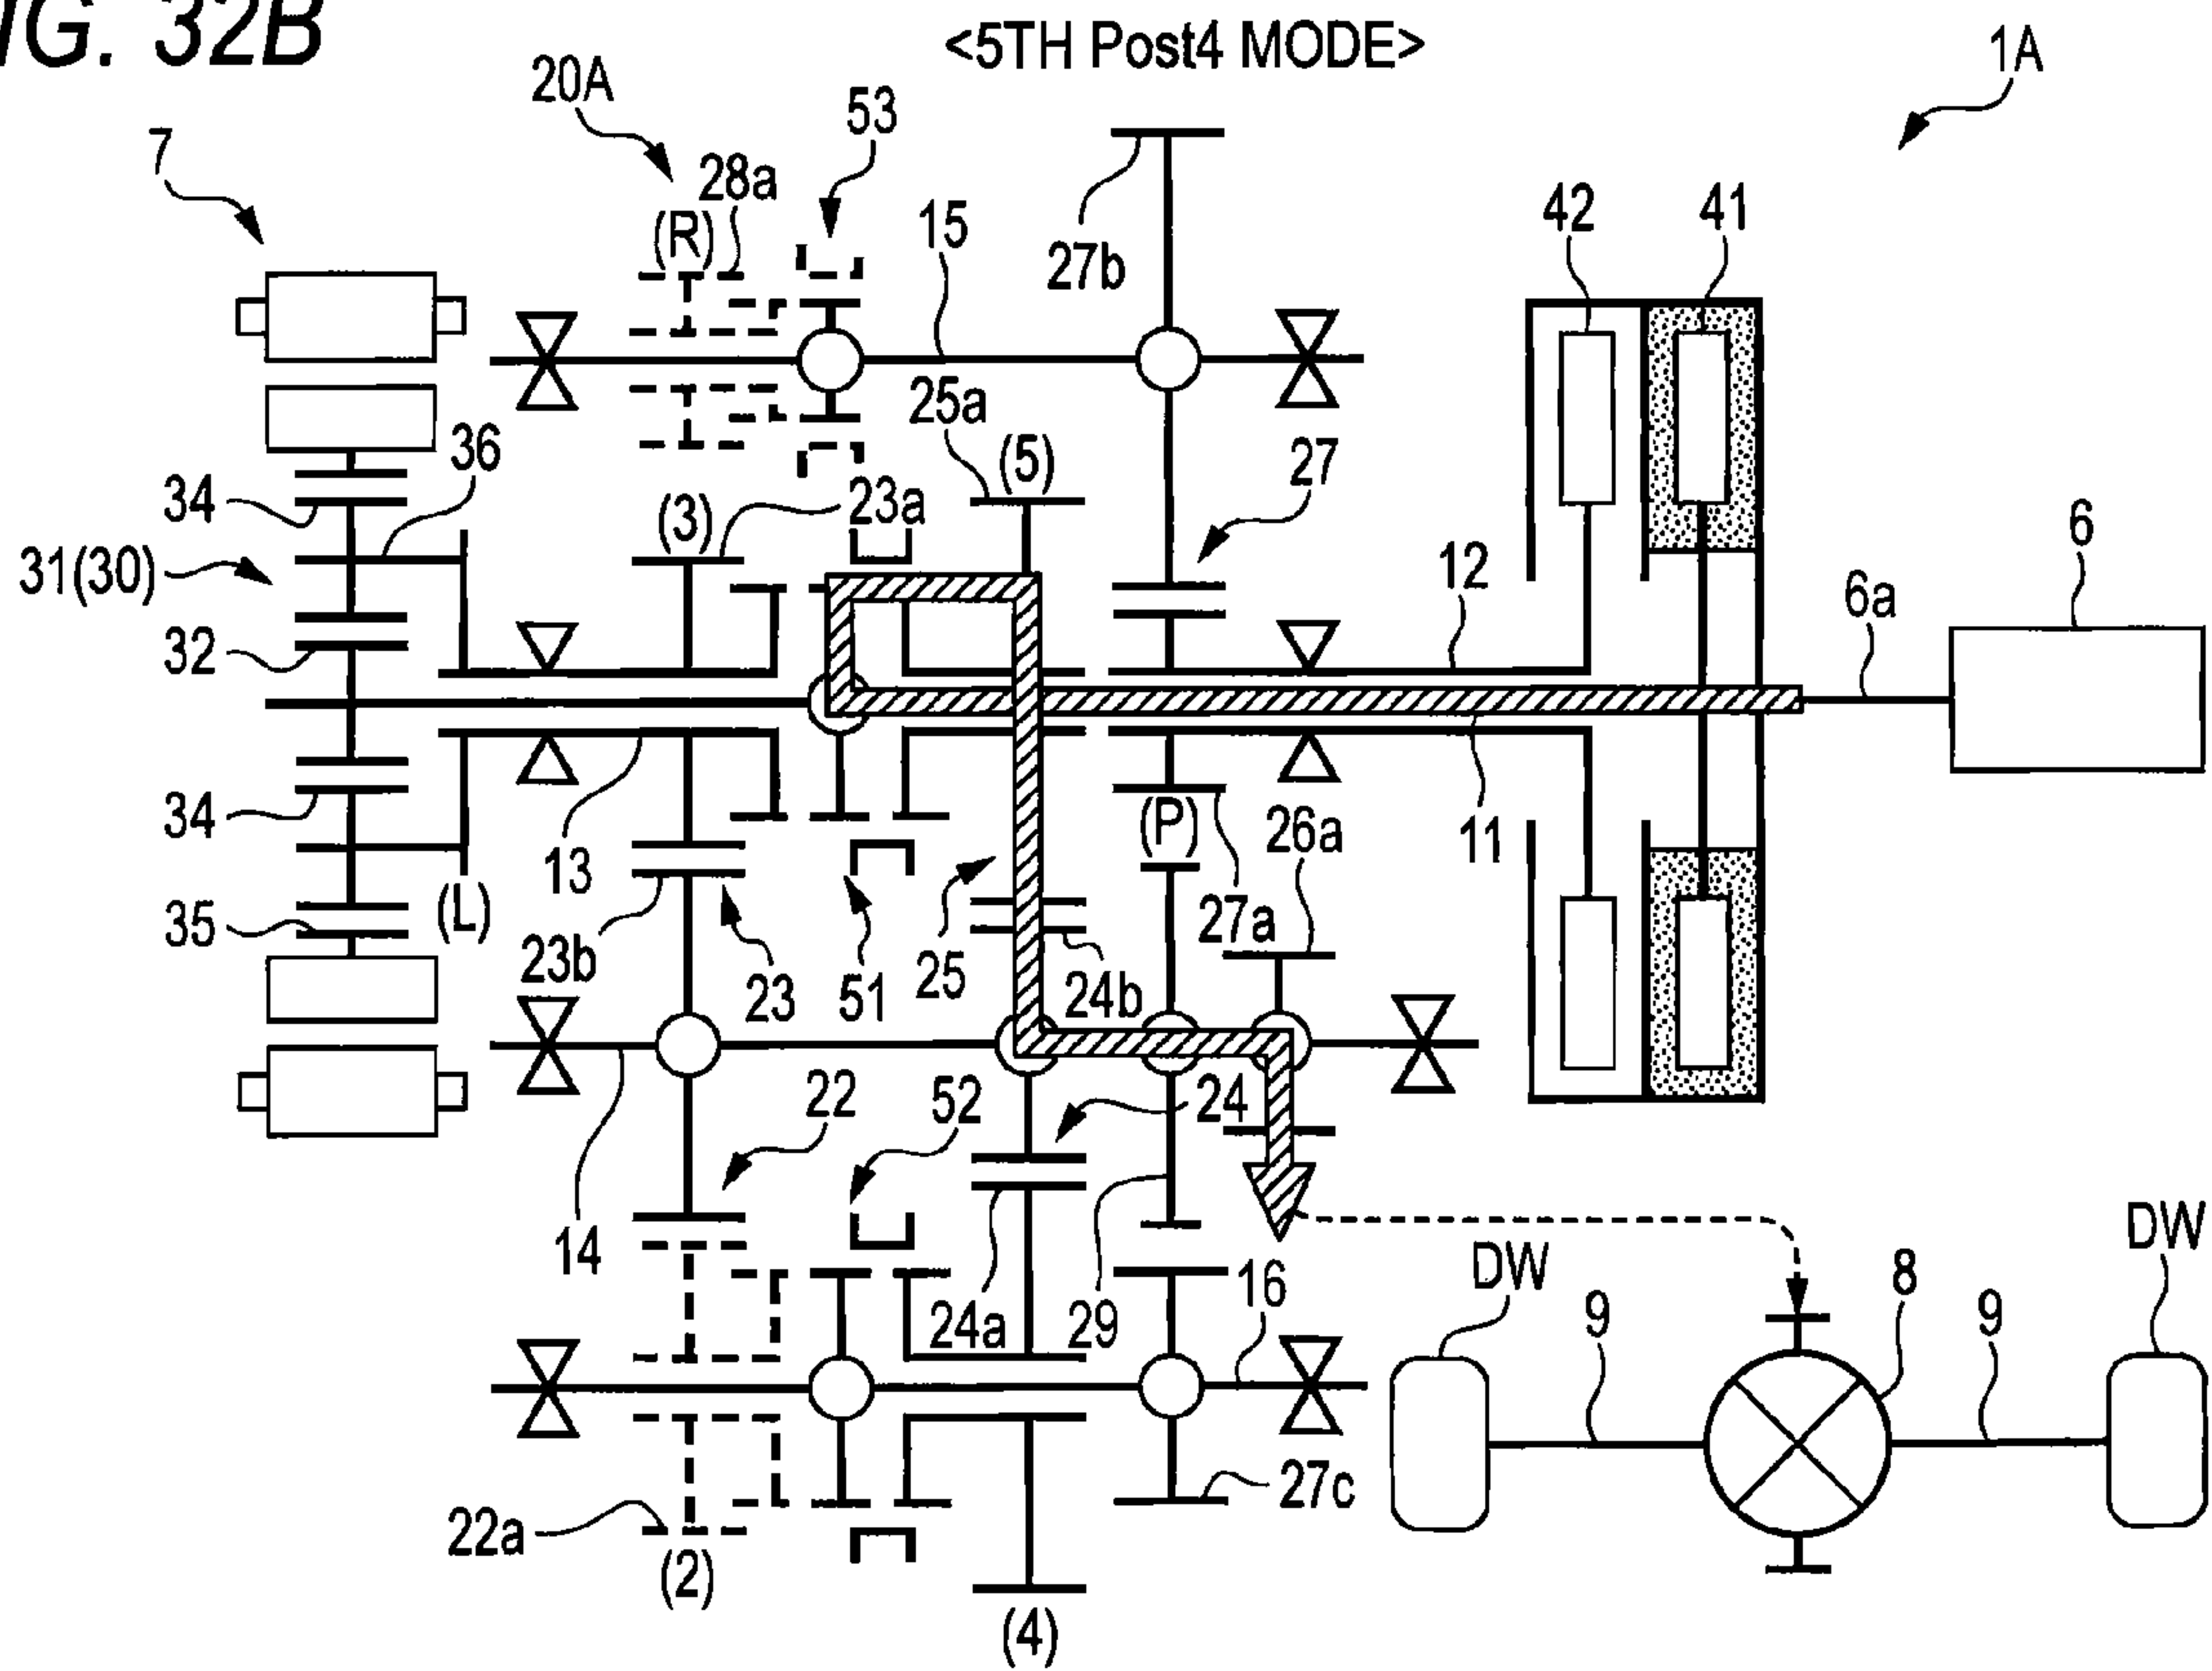 IG. 32B
<5TH Post4 MODE>
1A
20A
53
7
28a
(R)
15
27b
42
41
25a
36
(5)
27
34
(3)
23a
6
31(30)
12
6a
32
34
13
(P)
26a
11
(L)
35
23b
23
51
25
24b
27a
22
52
24
14
DW
DW
24a
29
16
8
9
9
27c
22a
(2)
(4)